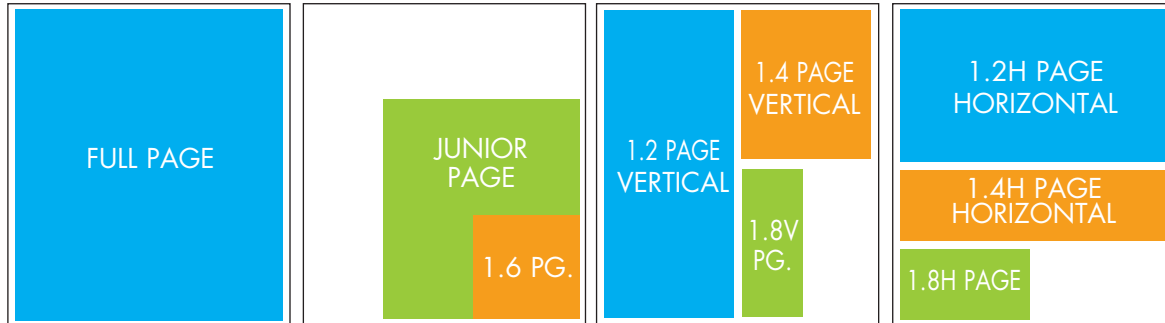 FULL PAGE
JUNIOR
PAGE
1.6 PG.
1.2 PAGE
VERTICAL
1.4 PAGE
VERTICAL
1.8V
PG.
1.2H PAGE
HORIZONTAL
1.4H PAGE
HORIZONTAL
1.8H PAGE